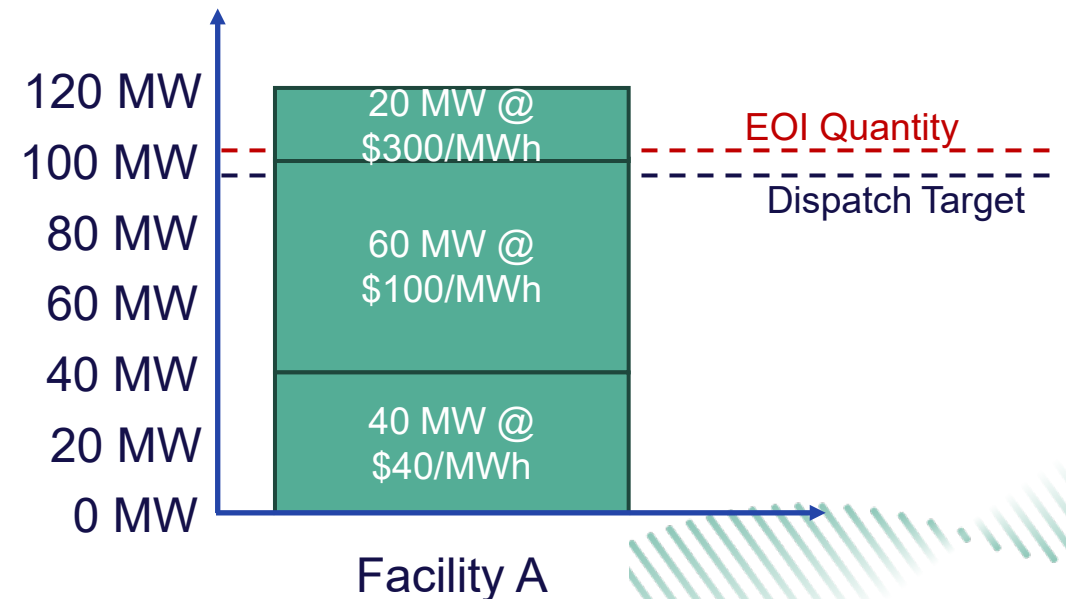 120 MW
100 MW
80 MW
60 MW
40 MW
20 MW
0 MW
20 MW @
$300/MWh
60 MW @
$100/MWh
40 MW @
$40/MWh
EOI Quantity
Dispatch Target
Facility A